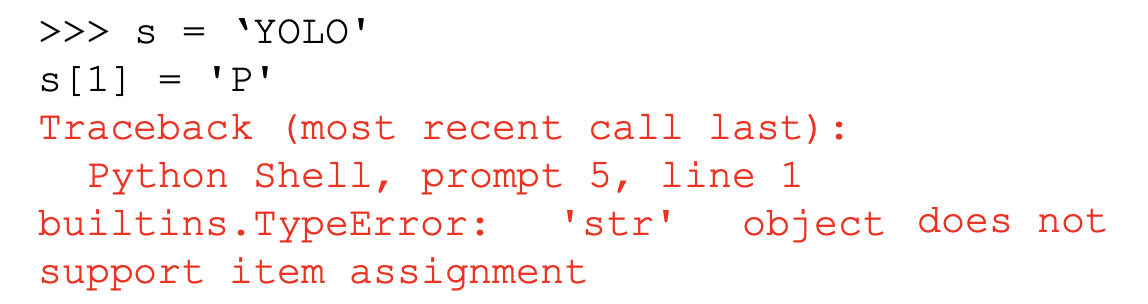 >>> s = ‛YOLO'
s[1] = 'P'
Traceback (most recent call last):
  Python Shell, prompt 5, line 1
builtins.TypeError:  'str'  object does not
support item assignment